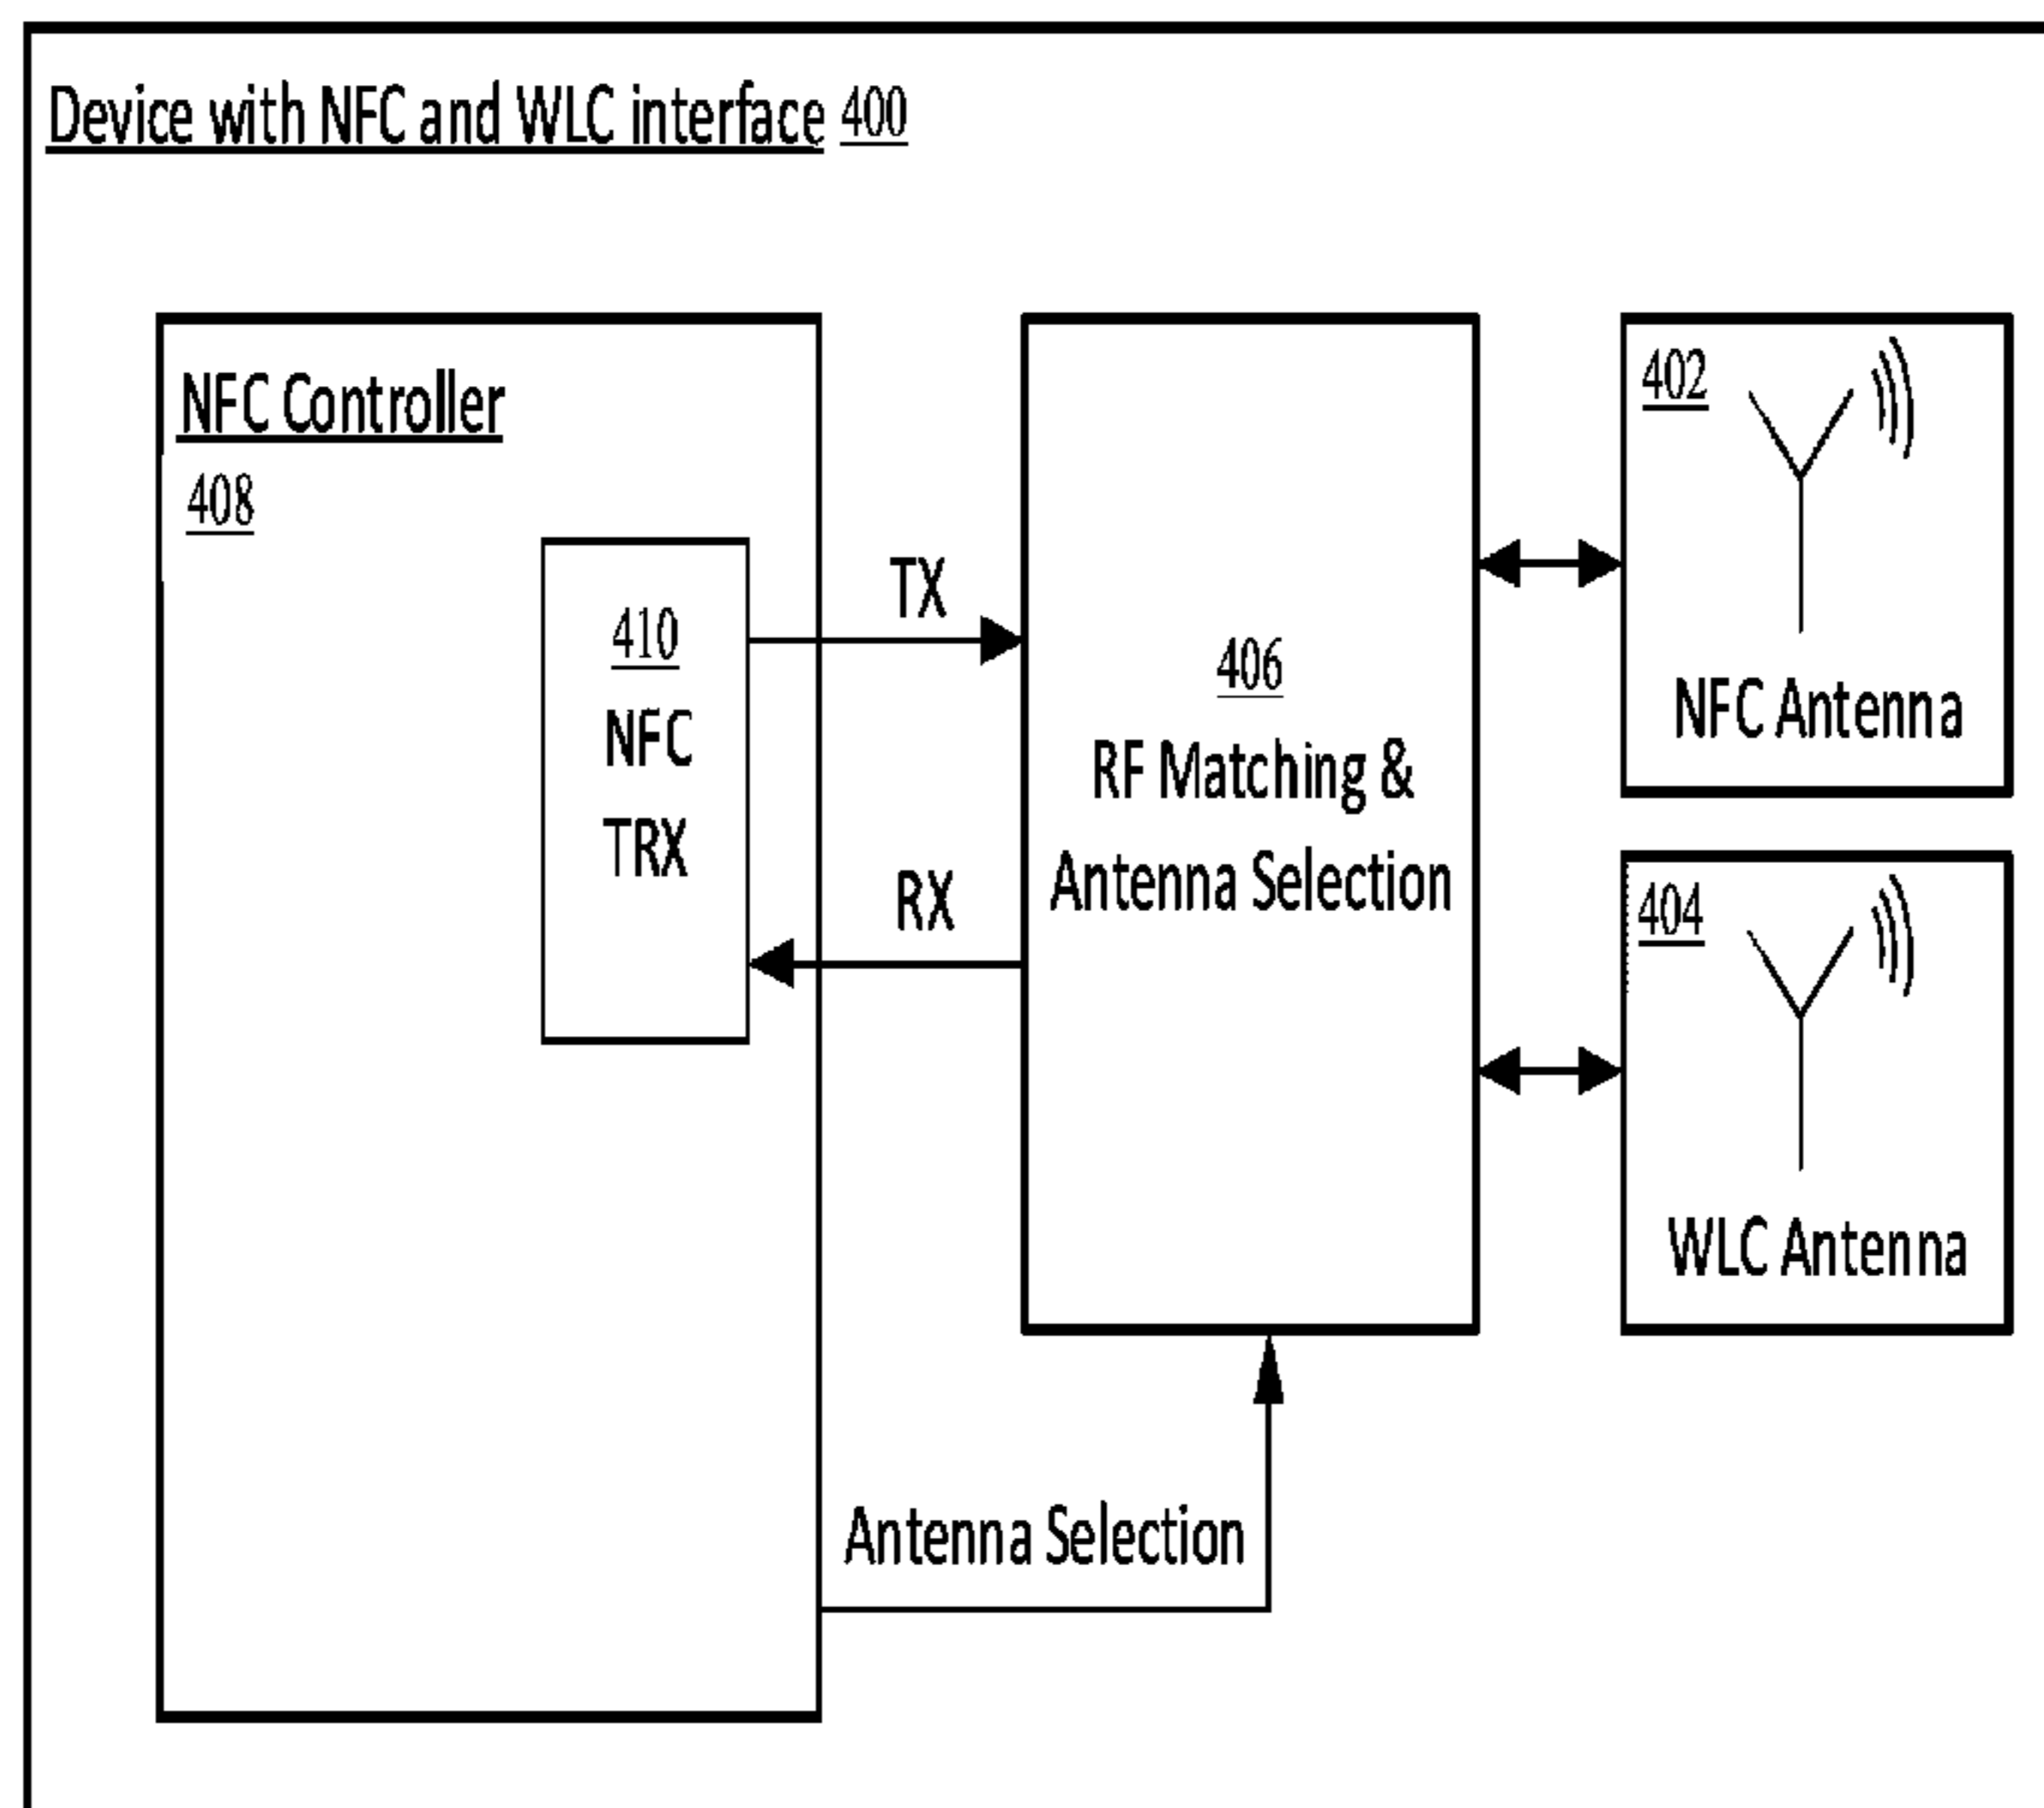 Device with NFC and WLC interface 400
NFC Controller
408
410
NFC
TRX
TX
RX
406
RF Matching &
Antenna Selection
402
NFC Antenna
404
WLC Antenna
Antenna Selection